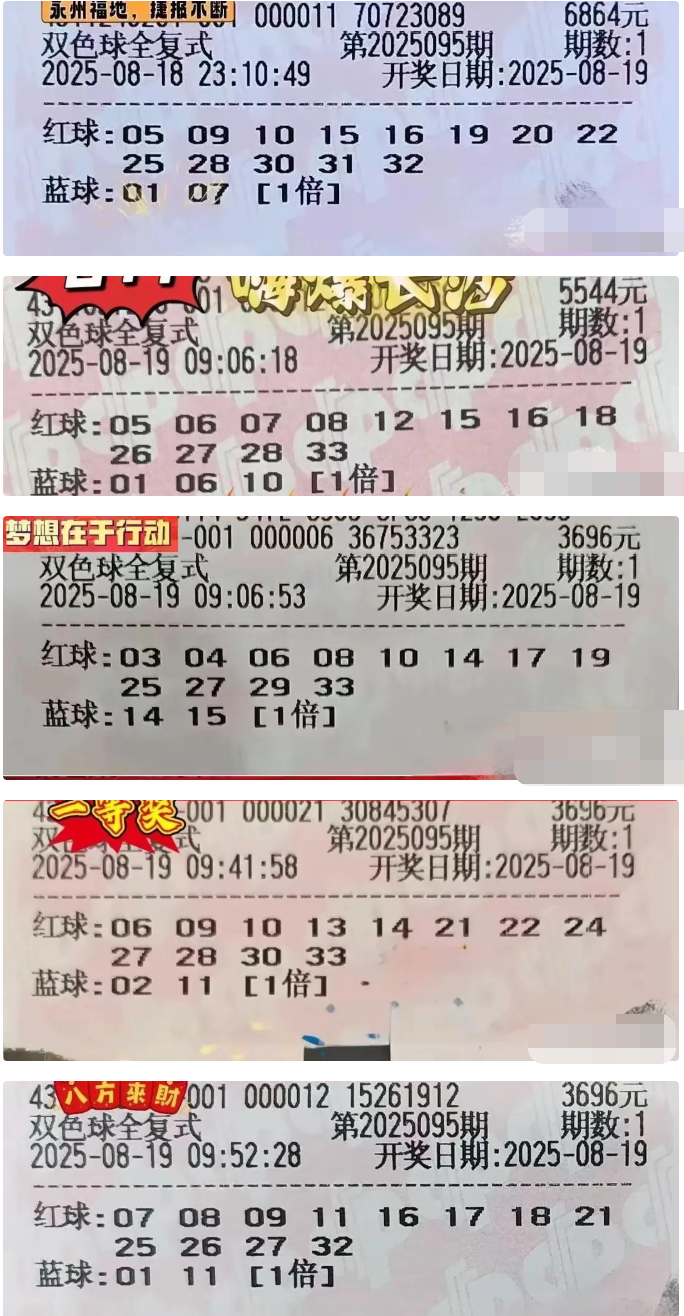 永州福地，捷报不断
000011 70723089 6864元
双色球全复式 第2025095期 期数:1
2025-08-18 23:10:49 开奖日期:2025-08-19
红球:05 09 10 15 16 19 20 22
25 28 30 31 32
蓝球:01 07 [1倍]
5544元
双色球全复式 第2025095期 期数:1
2025-08-19 09:06:18 开奖日期:2025-08-19
红球:05 06 07 08 12 15 16 18
26 27 28 33
蓝球:01 06 10 [1倍]
梦想在于行动
-001 000006 36753323 3696元
双色球全复式 第2025095期 期数:1
2025-08-19 09:06:53 开奖日期:2025-08-19
红球:03 04 06 08 10 14 17 19
25 27 29 33
蓝球:14 15 [1倍]
一等奖
-001 000021 30845307 3696元
双色球全复式 第2025095期 期数:1
2025-08-19 09:41:58 开奖日期:2025-08-19
红球:06 09 10 13 14 21 22 24
27 28 30 33
蓝球:02 11 [1倍]
43 八方來財 001 000012 15261912 3696元
双色球全复式 第2025095期 期数:1
2025-08-19 09:52:28 开奖日期:2025-08-19
红球:07 08 09 11 16 17 18 21
25 26 27 32
蓝球:01 11 [1倍]